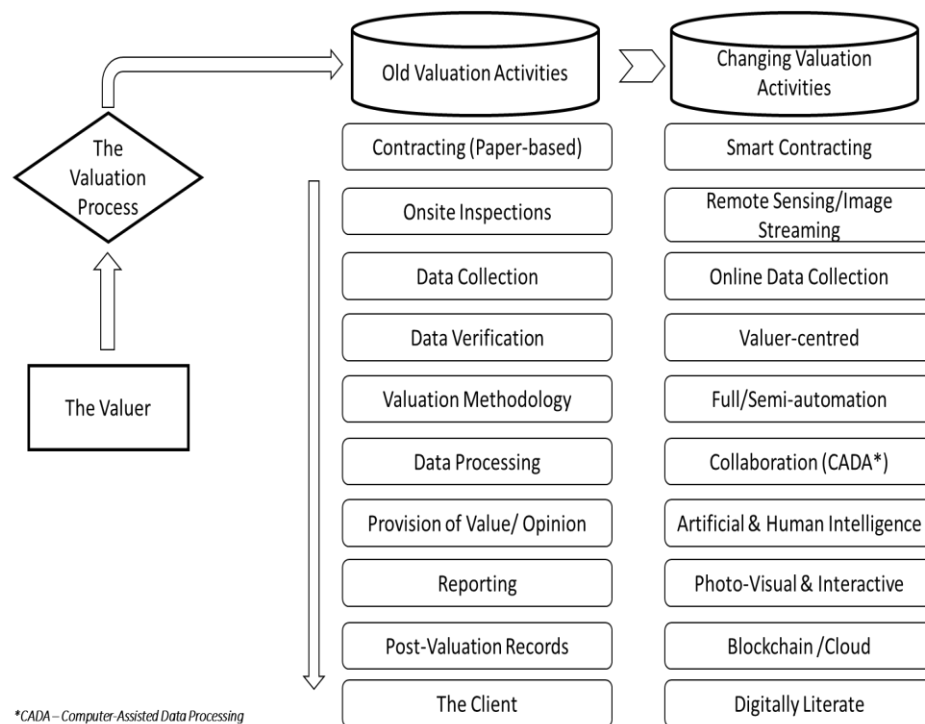 Old Valuation Activities
Changing Valuation
Activities
The
Valuation
Process
The Valuer
Contracting (Paper-based)
Smart Contracting
Onsite Inspections
Remote Sensing/Image
Streaming
Data Collection
Online Data Collection
Data Verification
Valuer-centred
Valuation Methodology
Full/Semi-automation
Data Processing
Collaboration (CADA*)
Provision of Value/ Opinion
Artificial & Human Intelligence
Reporting
Photo-Visual & Interactive
Post-Valuation Records
Blockchain /Cloud
The Client
Digitally Literate
*CADA – Computer-Assisted Data Processing